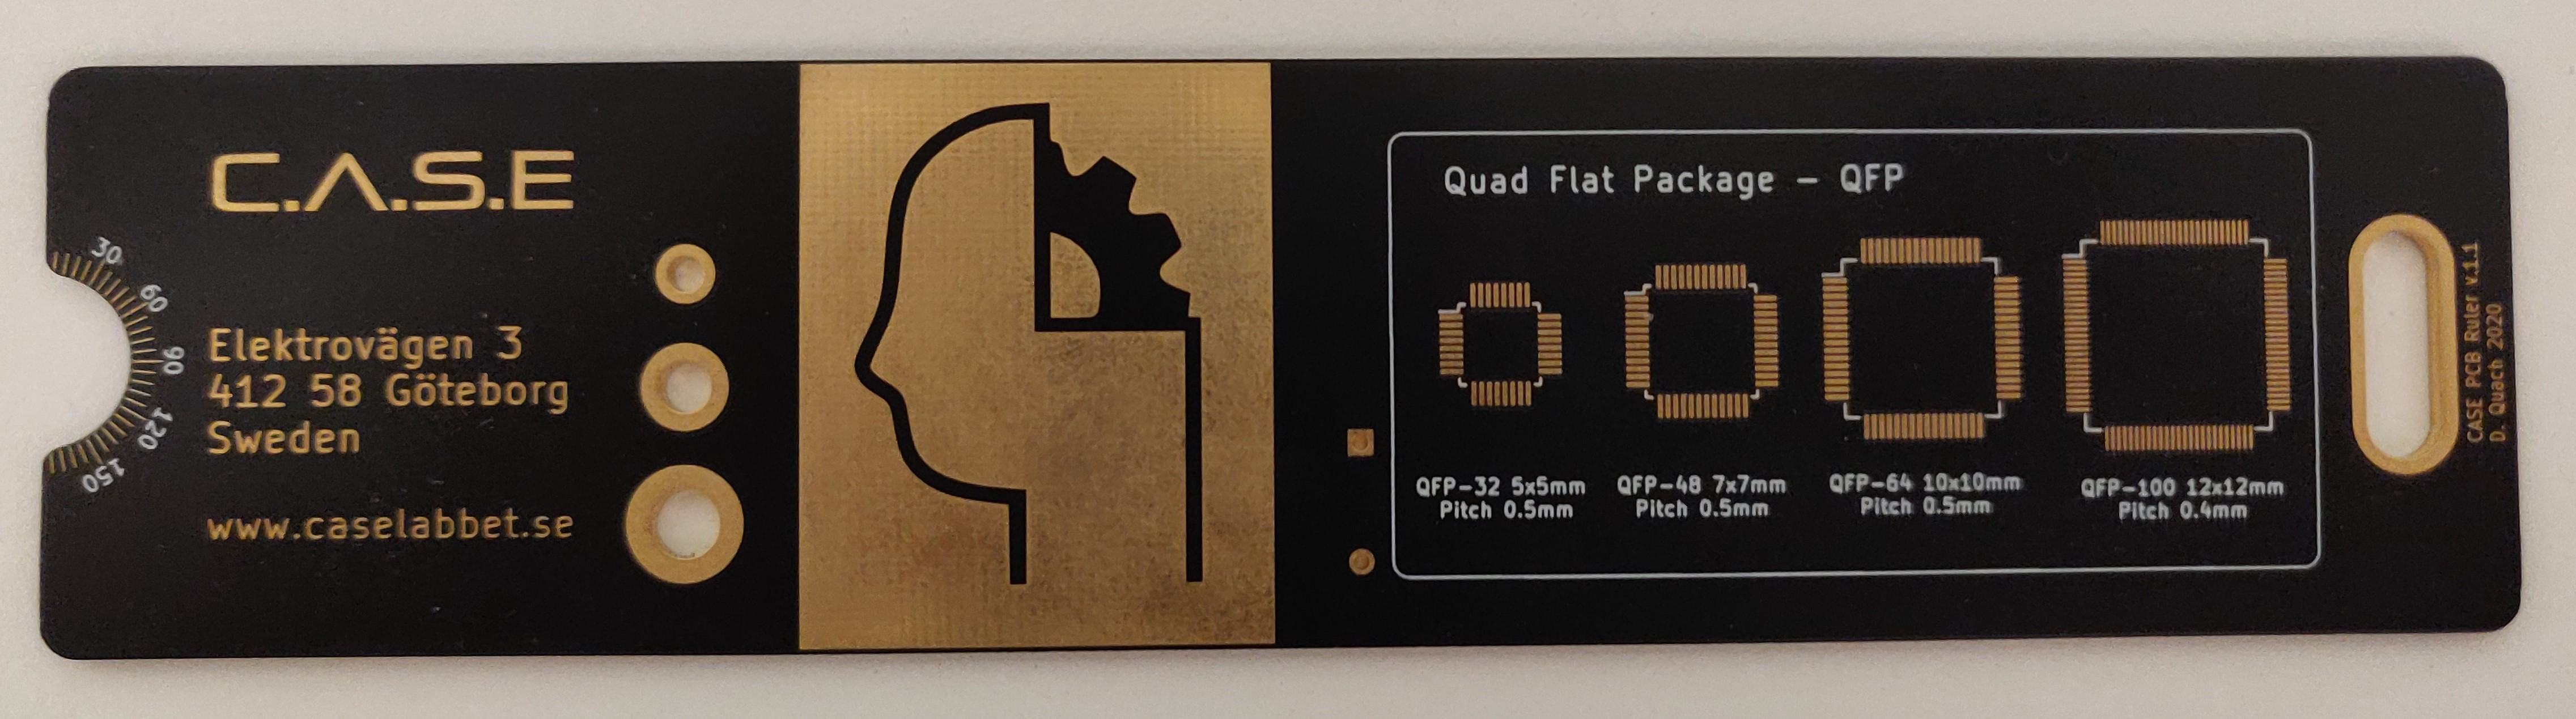 C.A.S.E
30
60
90
120
150
Elektrovägen 3
412 58 Göteborg
Sweden
www.caselabbet.se
Quad Flat Package - QFP
QFP-32 5x5mm
Pitch 0.5mm
QFP-48 7x7mm
Pitch 0.5mm
QFP-64 10x10mm
Pitch 0.5mm
QFP-100 12x12mm
Pitch 0.4mm
CASE PCB Ruler v.1.1
D. Quach 2020